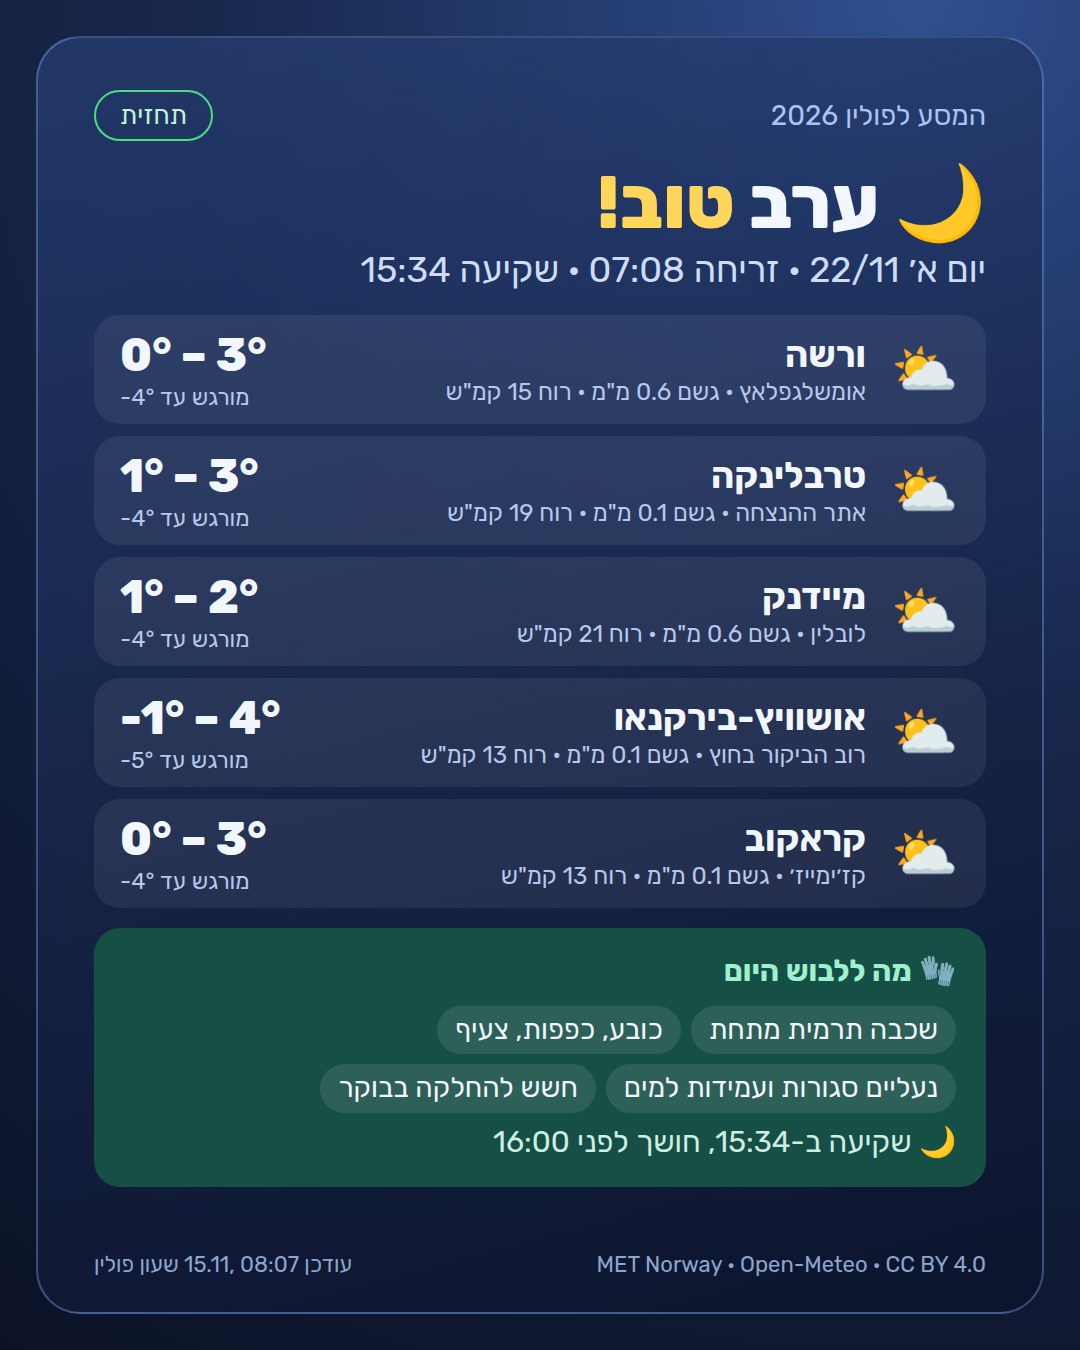 המסע לפולין 2026
תחזית
🌙 ערב טוב!
יום א׳ 22/11 • זריחה 07:08 • שקיעה 15:34
ורשה
אומשלגפלאץ • גשם 0.6 מ"מ • רוח 15 קמ"ש
0° – 3°
מורגש עד -4°
טרבלינקה
אתר ההנצחה • גשם 0.1 מ"מ • רוח 19 קמ"ש
1° – 3°
מורגש עד -4°
מיידנק
לובלין • גשם 0.6 מ"מ • רוח 21 קמ"ש
1° – 2°
מורגש עד -4°
אושוויץ-בירקנאו
רוב הביקור בחוץ • גשם 0.1 מ"מ • רוח 13 קמ"ש
-1° – 4°
מורגש עד -5°
קראקוב
קז׳ימייז׳ • גשם 0.1 מ"מ • רוח 13 קמ"ש
0° – 3°
מורגש עד -4°
🧤 מה ללבוש היום
שכבה תרמית מתחת
כובע, כפפות, צעיף
נעליים סגורות ועמידות למים
חשש להחלקה בבוקר
🌙 שקיעה ב-15:34, חושך לפני 16:00
MET Norway • Open-Meteo • CC BY 4.0
עודכן 08:07 ,15.11 שעון פולין